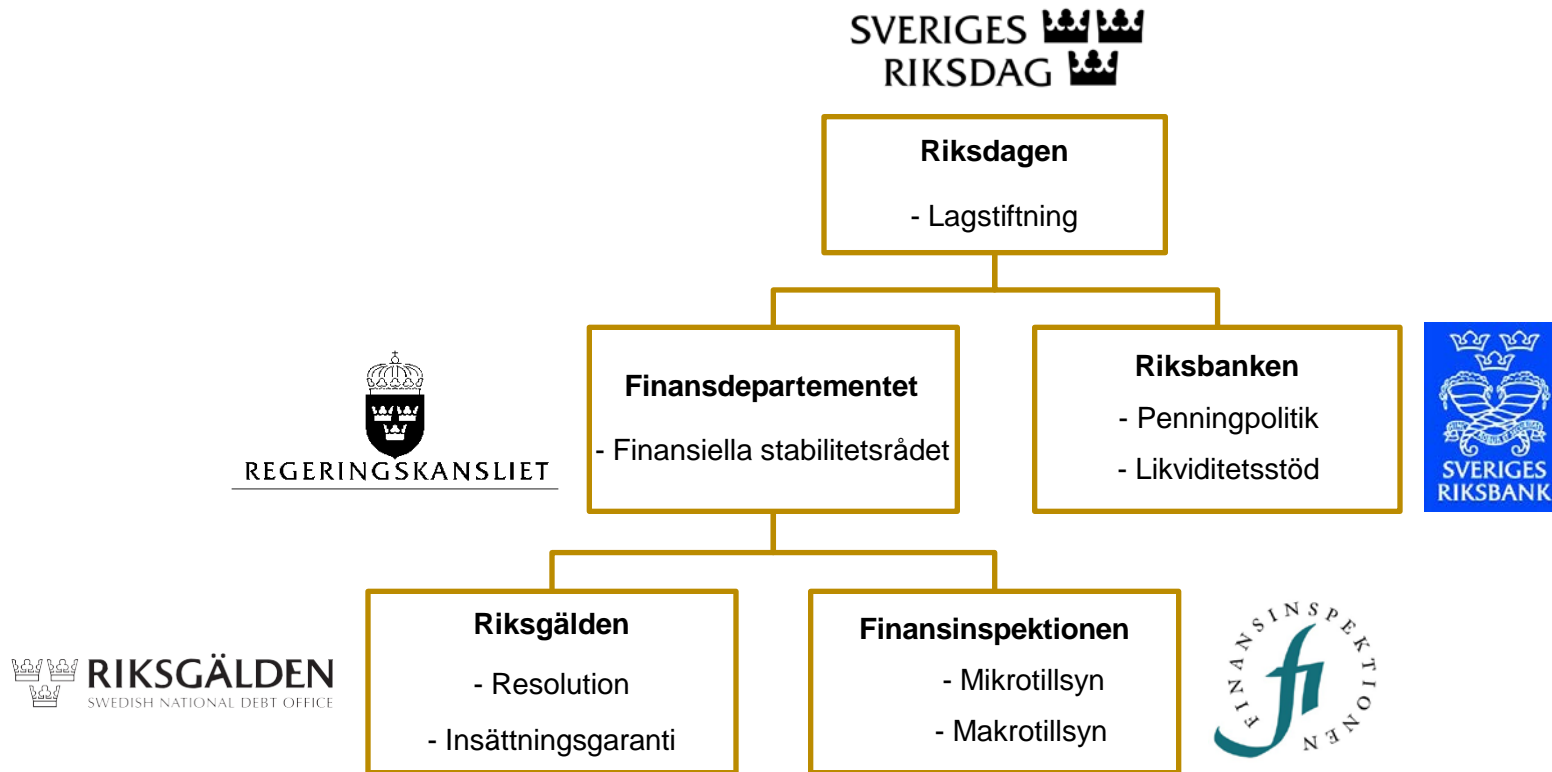 SVERIGES
RIKSDAG
Riksdagen
- Lagstiftning
REGERINGSKANSLIET
Finansdepartementet
- Finansiella stabilitetsrådet
Riksbanken
- Penningpolitik
- Likviditetsstöd
SVERIGES
RIKSBANK
RIKSGÄLDEN
SWEDISH NATIONAL DEBT OFFICE
Riksgälden
- Resolution
- Insättningsgaranti
Finansinspektionen
- Mikrotillsyn
- Makrotillsyn
FINANSINSPEKTIONEN
fi